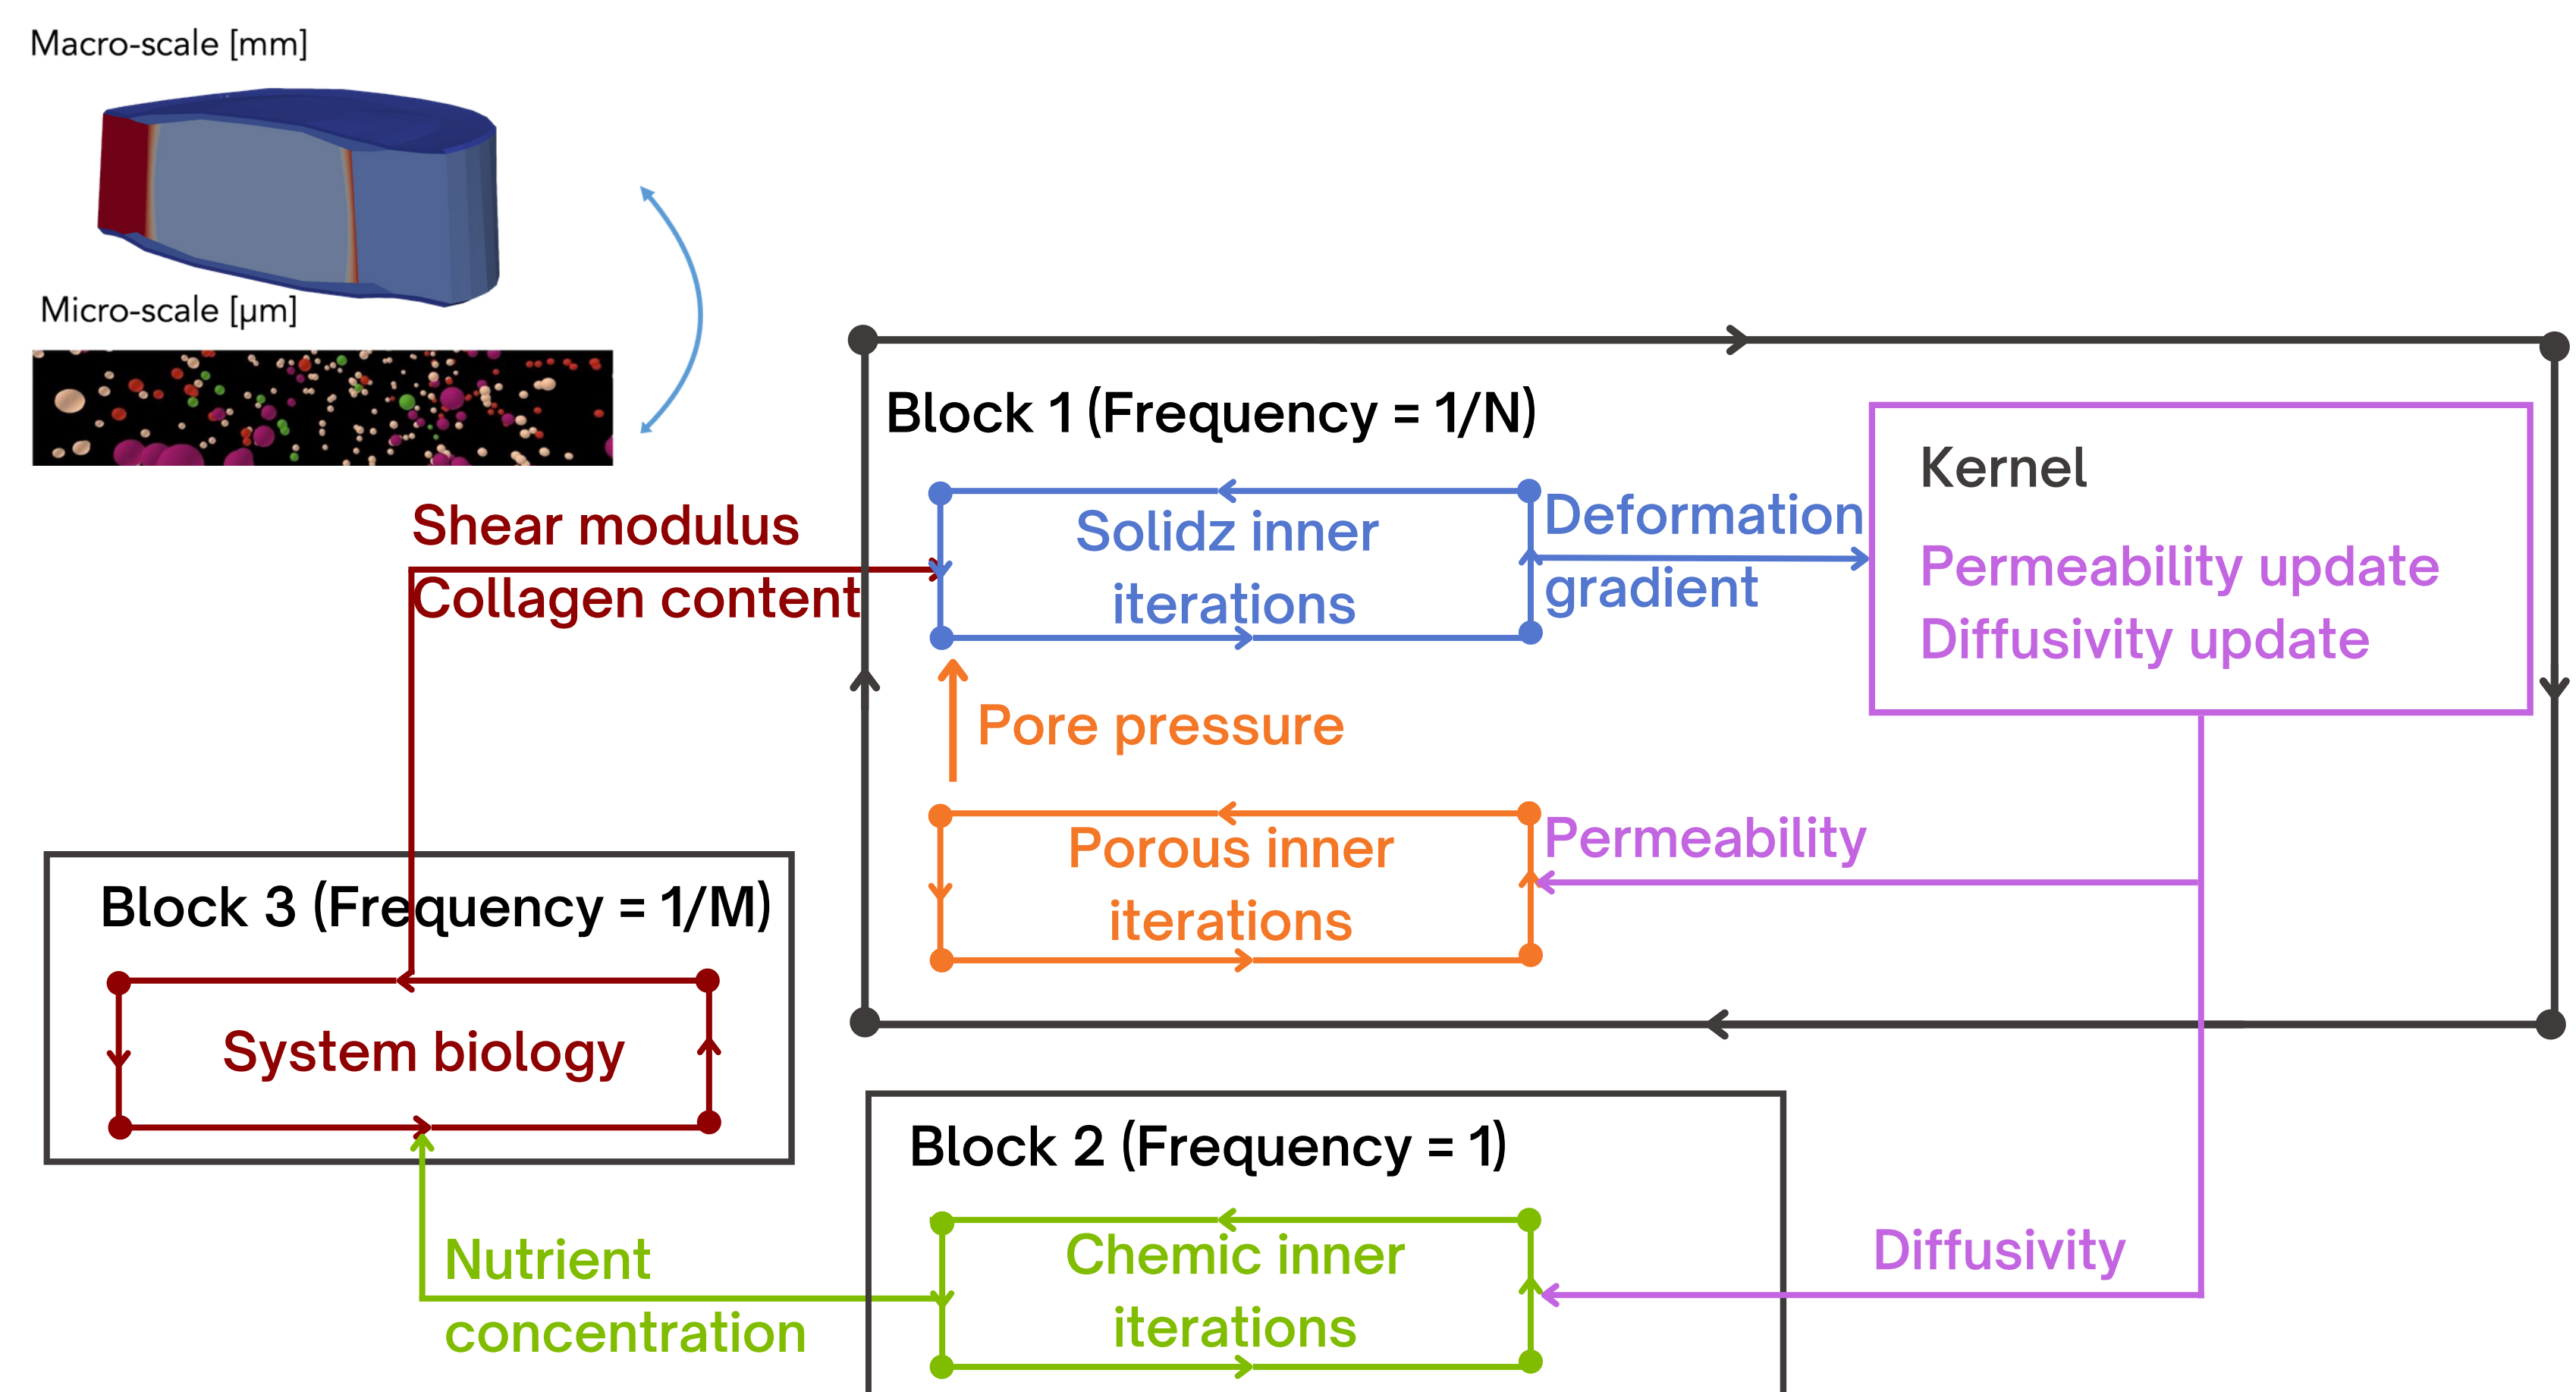 Macro-scale [mm]
Micro-scale [μm]
Block 1 (Frequency = 1/N)
Kernel
Permeability update
Diffusivity update
Shear modulus
Collagen content
Solidz inner
iterations
Deformation
gradient
Pore pressure
Porous inner
iterations
Permeability
Block 3 (Frequency = 1/M)
System biology
Block 2 (Frequency = 1)
Nutrient
concentration
Chemic inner
iterations
Diffusivity